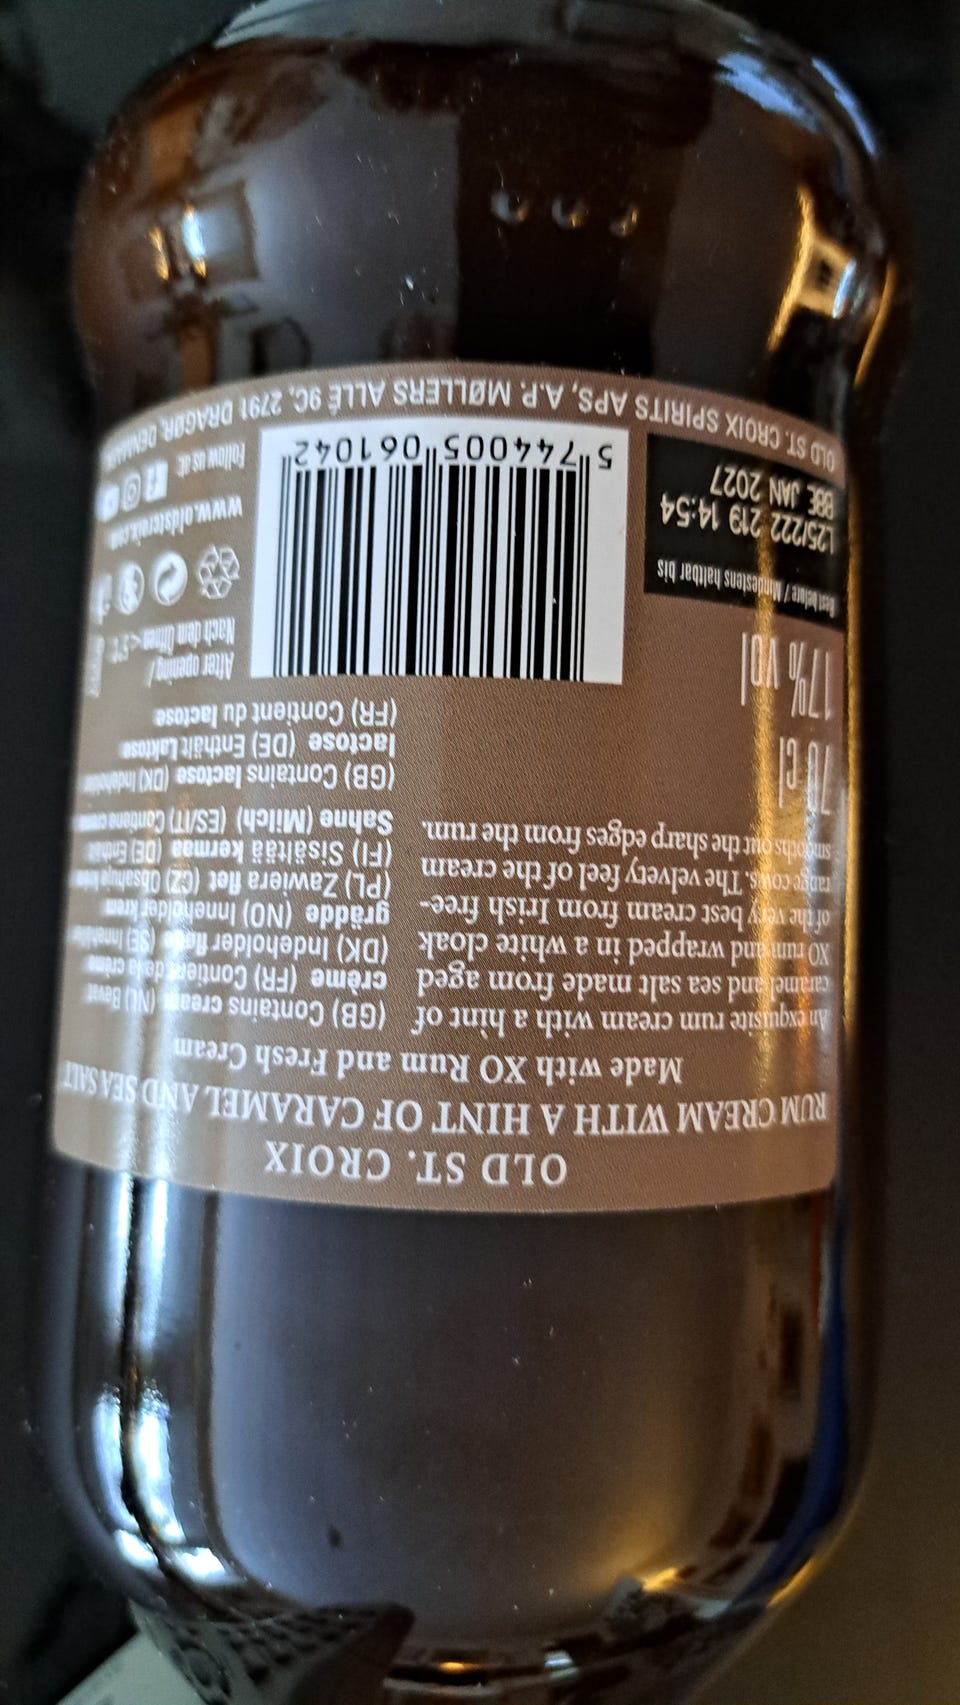 OLD ST. CROIX
RUM CREAM WITH A HINT OF CARAMEL AND SEA SALT
Made with XO Rum and Fresh Cream
An exquisite rum cream with a hint of
caramel and sea salt made from aged
XO rum and wrapped in a white cloak
of the very best cream from Irish free-
range cows. The velvety feel of the cream
smooths out the sharp edges from the rum.
(GB) Contains cream (NL) Bevat
crème (FR) Contient de la crème
(DK) Indeholder fløde (SE) Innehåller
grädde (NO) Inneholder krem
(PL) Zawiera flet (CZ) Obsahuje
(FI) Sisältää kermaa (DE) Enthält
Sahne (Milch) (ES/IT) Contiene
(GB) Contains lactose (DK) Indeholder
lactose (DE) Enthält Laktose
(FR) Contient du lactose
70 cl
17% vol
Best before / Mindestens haltbar bis
L25/222 219 14:54
BBE JAN 2027
5 744005 061042
After opening /
Nach dem Öffnen < 5°
www.oldstcroix.com
Follow us at:
OLD ST. CROIX SPIRITS APS, A.P. MØLLERS ALLÉ 9C, 2791 DRAGØR, DENMARK